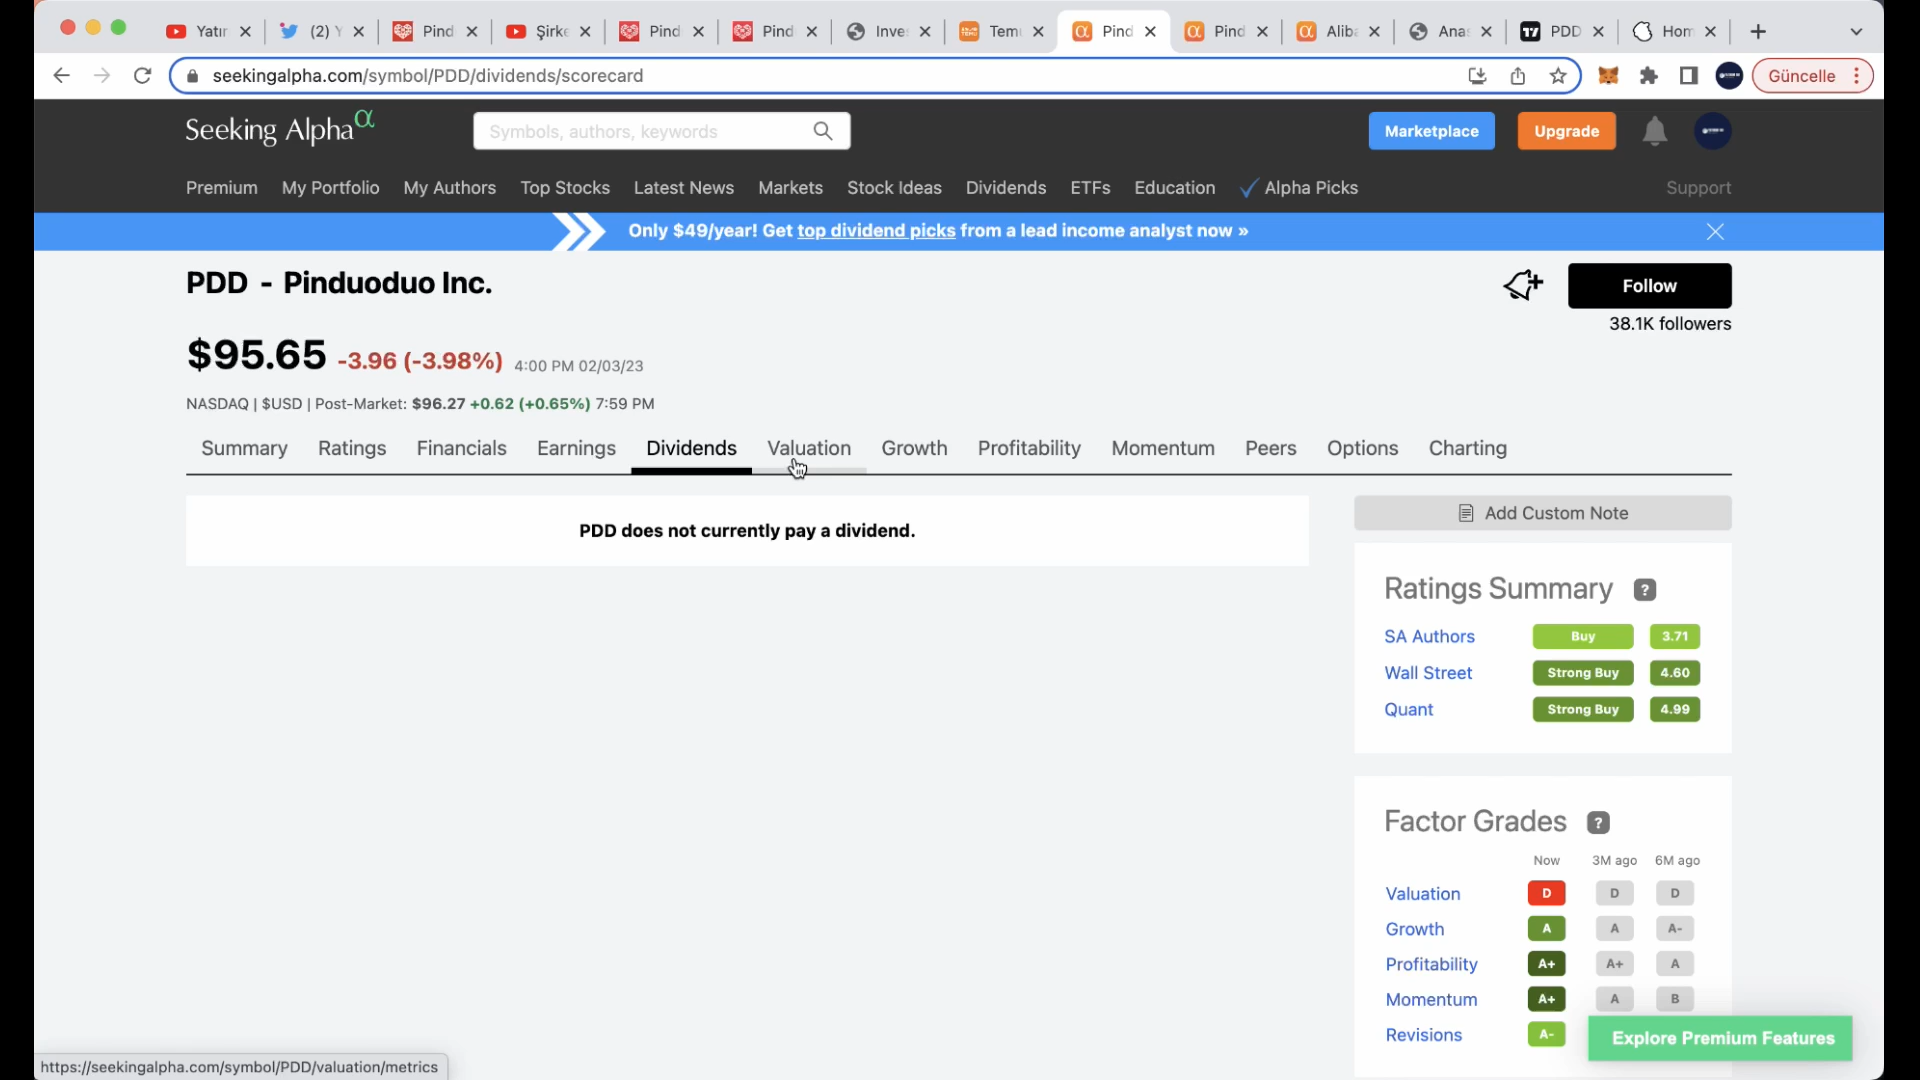 Yatır
(2) Y
Pind
Şirke
Pind
Pind
Inve
Tem
Pind
Pind
Alib
Ana
PDD
Hom
seekingalpha.com/symbol/PDD/dividends/scorecard
Güncelle
Seeking Alpha α
Symbols, authors, keywords
Marketplace
Upgrade
Premium My Portfolio My Authors Top Stocks Latest News Markets Stock Ideas Dividends ETFs Education Alpha Picks Support
Only $49/year! Get top dividend picks from a lead income analyst now »
PDD - Pinduoduo Inc.
Follow
38.1K followers
$95.65 -3.96 (-3.98%) 4:00 PM 02/03/23
NASDAQ | $USD | Post-Market: $96.27 +0.62 (+0.65%) 7:59 PM
Summary Ratings Financials Earnings Dividends Valuation Growth Profitability Momentum Peers Options Charting
PDD does not currently pay a dividend.
Add Custom Note
Ratings Summary ?
SA Authors Buy 3.71
Wall Street Strong Buy 4.60
Quant Strong Buy 4.99
Factor Grades ?
Now 3M ago 6M ago
Valuation D D D
Growth A A A-
Profitability A+ A+ A
Momentum A+ A B
Revisions A-
Explore Premium Features
https://seekingalpha.com/symbol/PDD/valuation/metrics